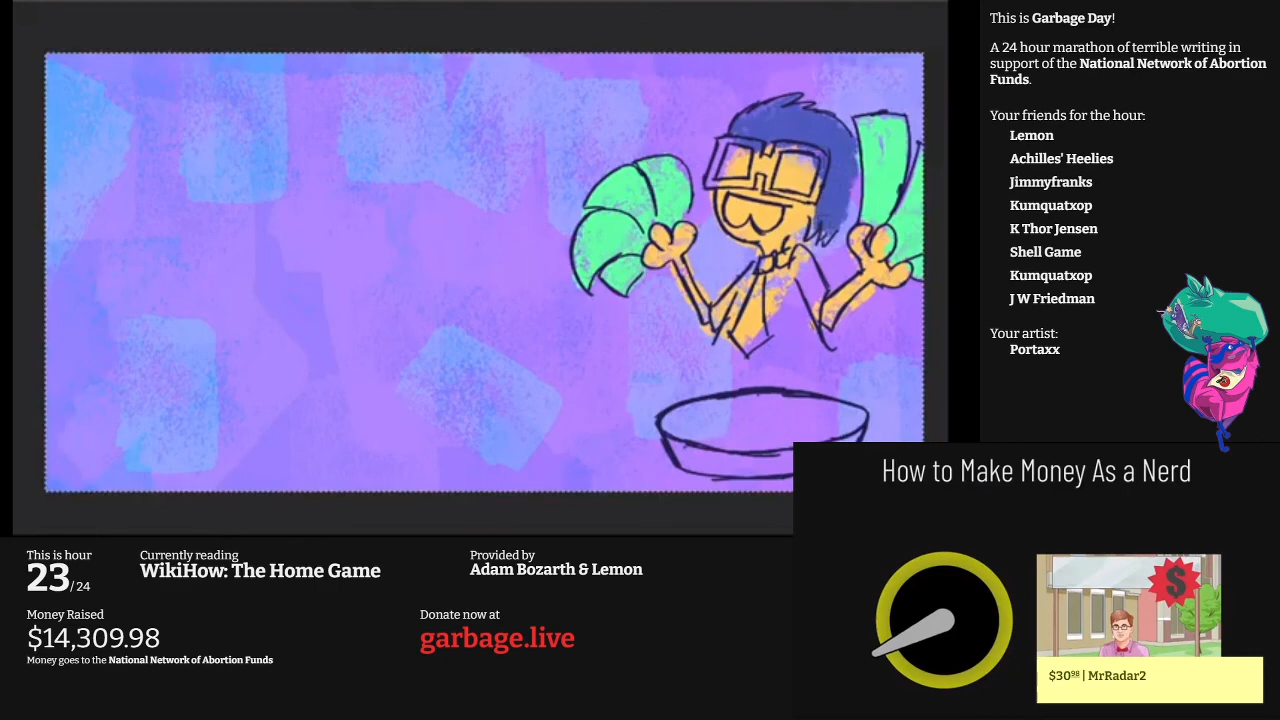 This is Garbage Day!
A 24 hour marathon of terrible writing in
support of the National Network of Abortion
Funds.
Your friends for the hour:
Lemon
Achilles' Heelies
Jimmyfranks
Kumquatxop
K Thor Jensen
Shell Game
Kumquatxop
J W Friedman
Your artist:
Portaxx
How to Make Money As a Nerd
$
$30.98 | MrRadar2
This is hour
23/24
Currently reading
WikiHow: The Home Game
Provided by
Adam Bozarth & Lemon
Money Raised
$14,309.98
Money goes to the National Network of Abortion Funds
Donate now at
garbage.live